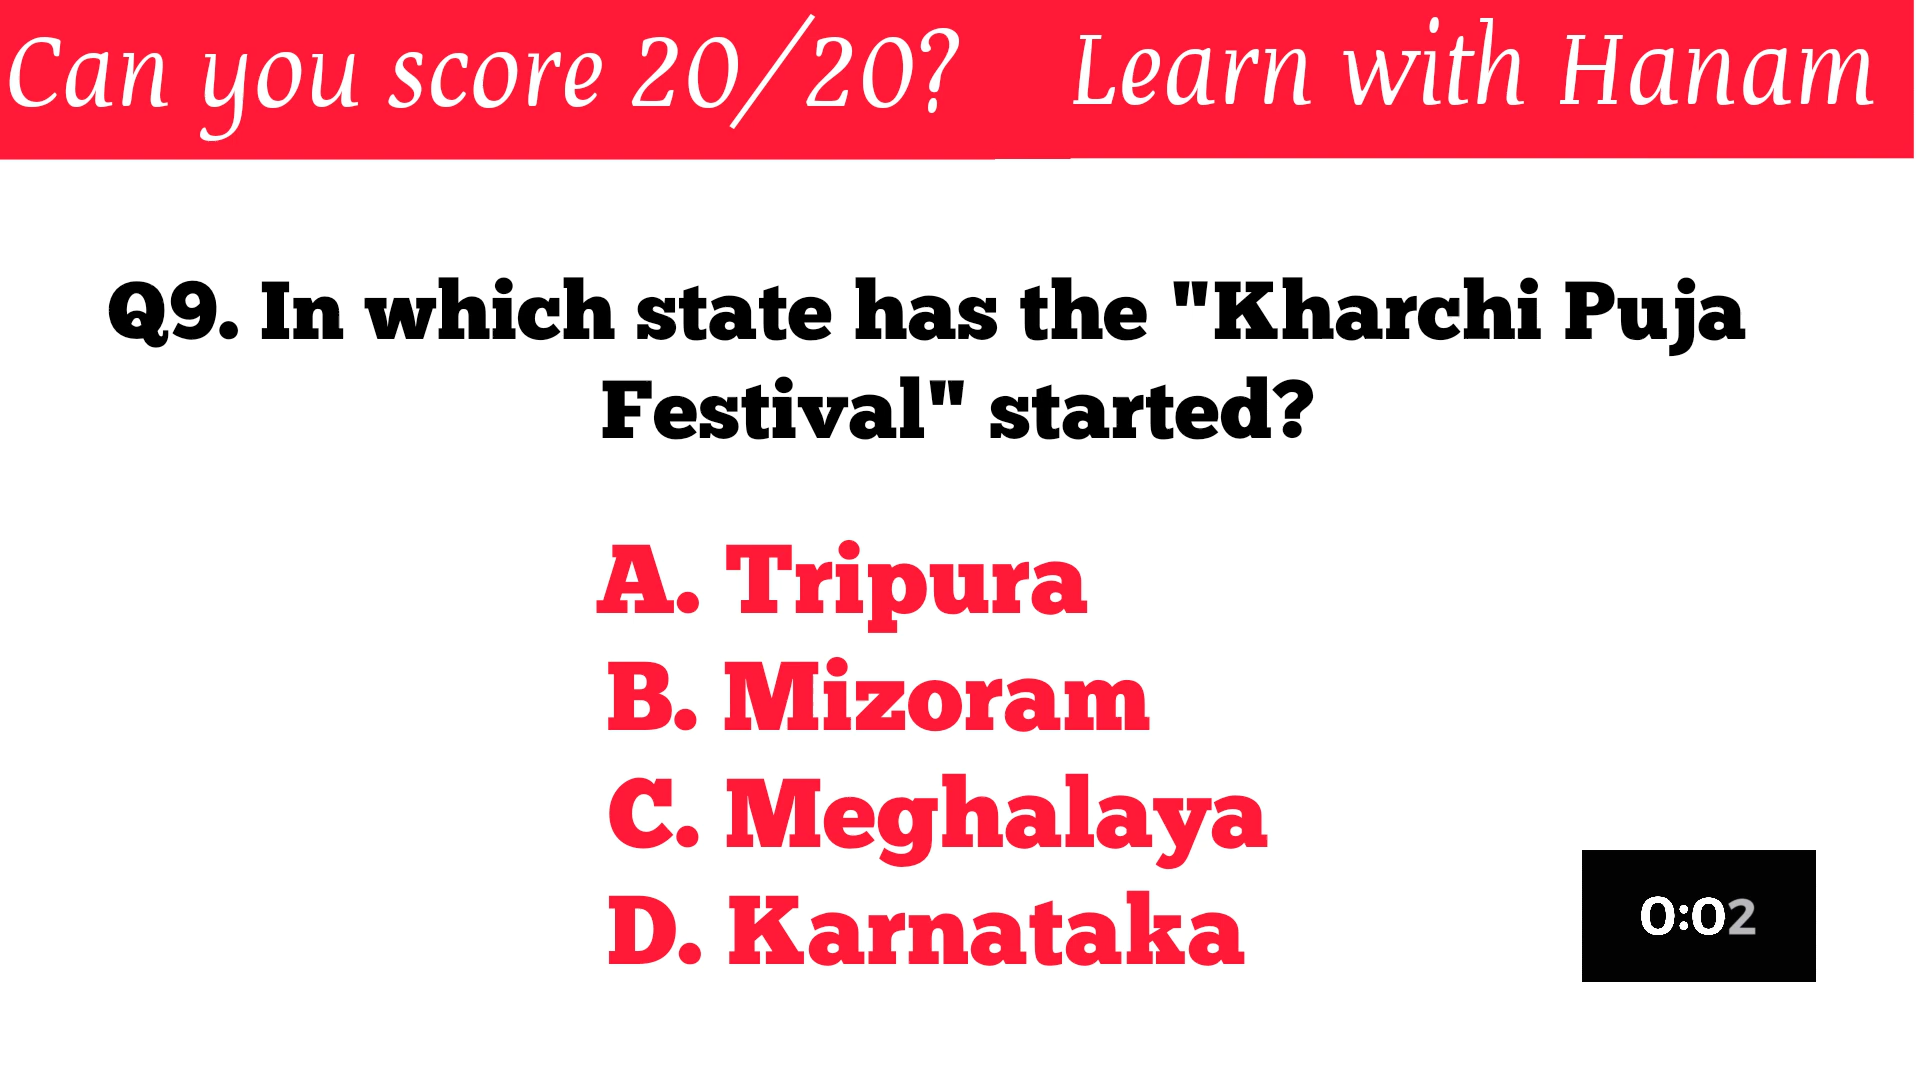 Can you score 20/20? Learn with Hanam
Q9. In which state has the "Kharchi Puja
Festival" started?
A. Tripura
B. Mizoram
C. Meghalaya
D. Karnataka
0:02